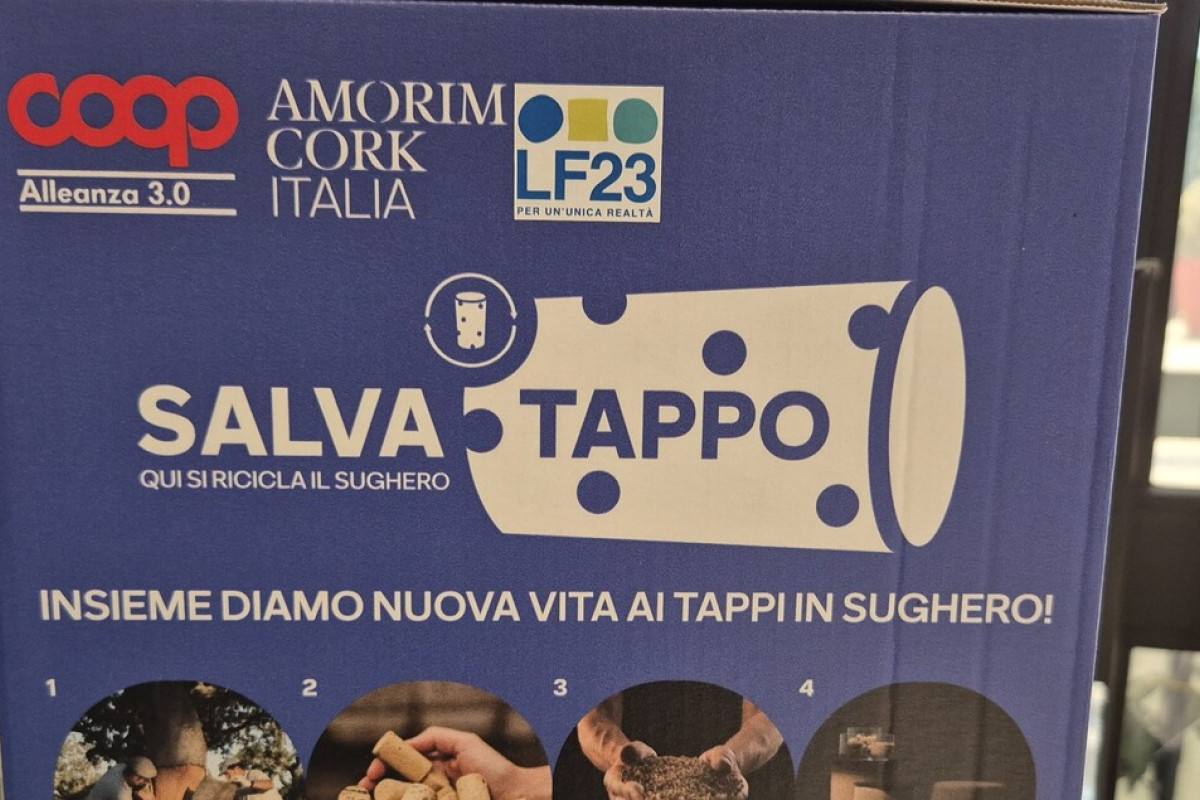 coop
Alleanza 3.0
AMORIM
CORK
ITALIA
LF23
PER UN'UNICA REALTÀ
SALVA TAPPO
QUI SI RICICLA IL SUGHERO
INSIEME DIAMO NUOVA VITA AI TAPPI IN SUGHERO!
1 2 3 4